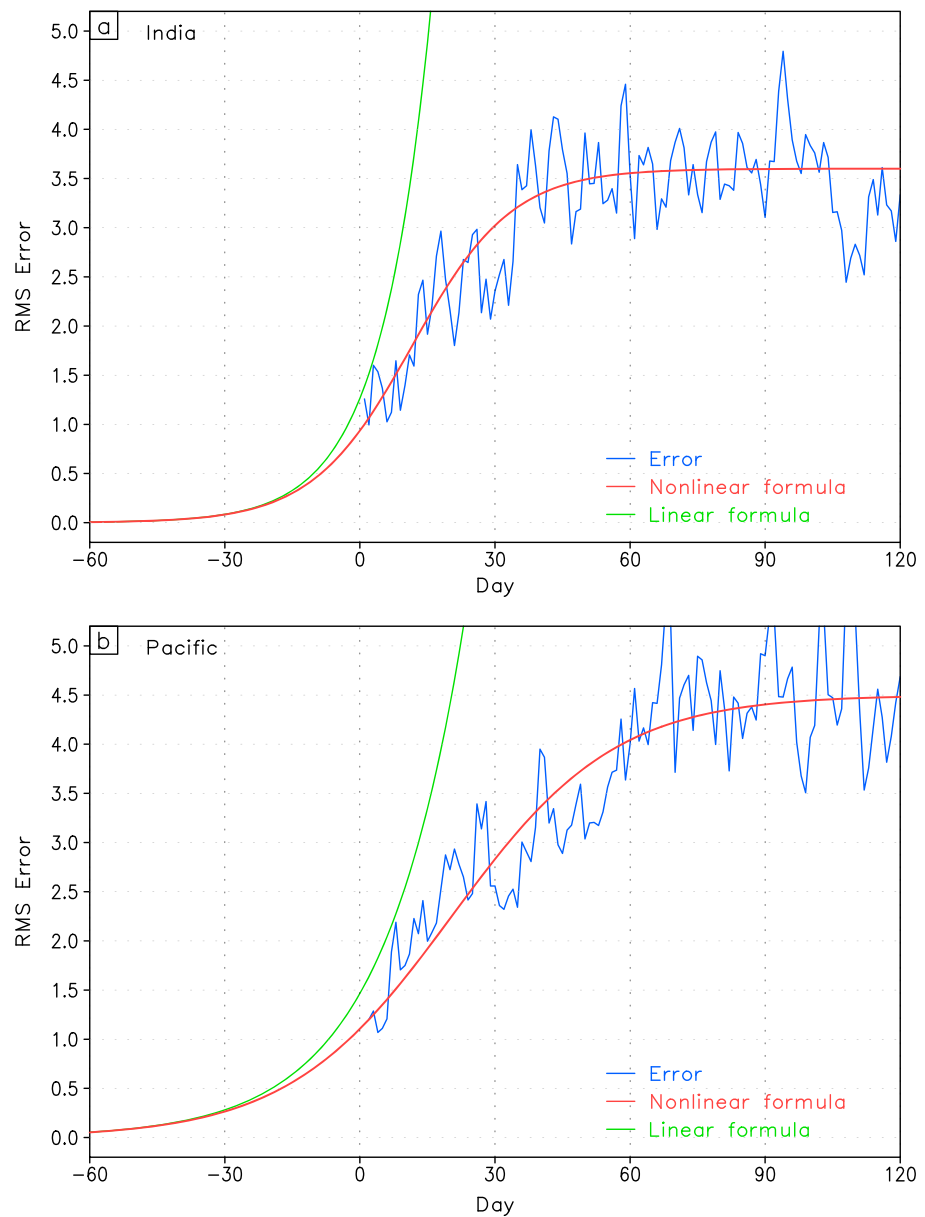 a India
5.0
4.5
4.0
3.5
3.0
2.5
2.0
1.5
1.0
0.5
0.0
RMS Error
Error
Nonlinear formula
Linear formula
−60 −30 0 30 60 90 120
Day
b Pacific
5.0
4.5
4.0
3.5
3.0
2.5
2.0
1.5
1.0
0.5
0.0
RMS Error
Error
Nonlinear formula
Linear formula
−60 −30 0 30 60 90 120
Day